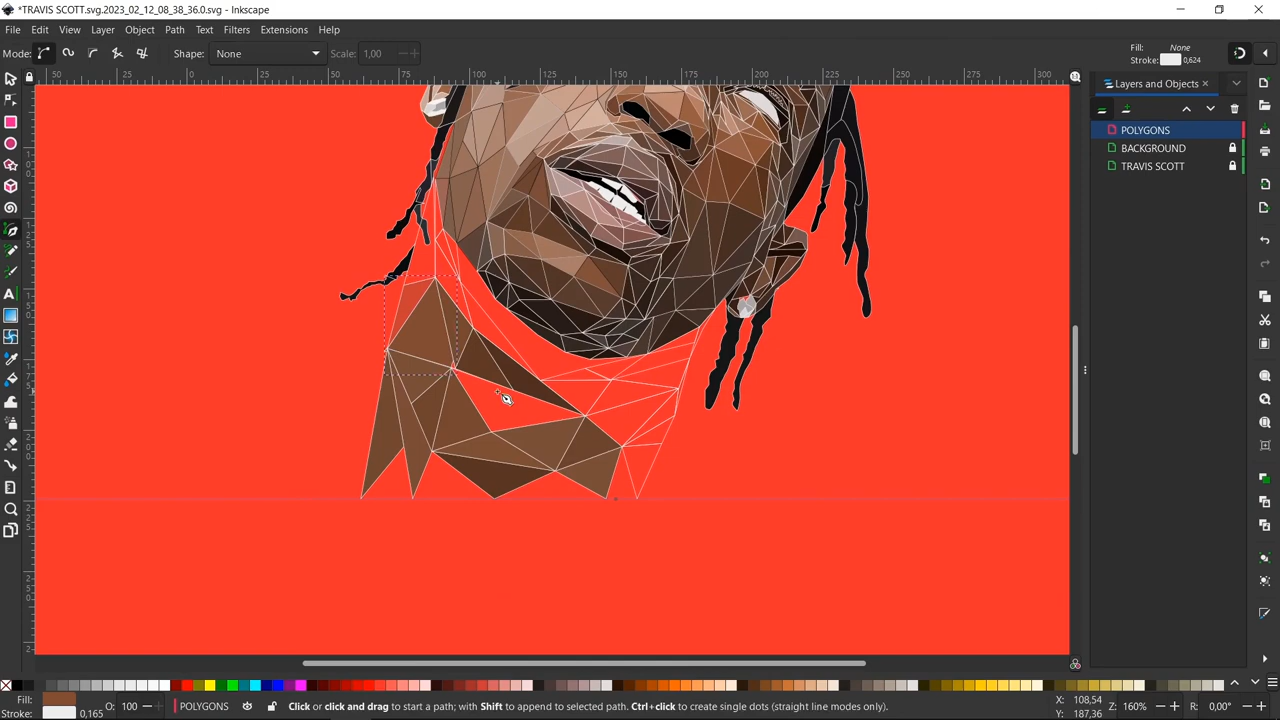 *TRAVIS SCOTT.svg.2023_02_12_08_38_36.0.svg - Inkscape
File Edit View Layer Object Path Text Filters Extensions Help
Mode: Shape: None Scale: 1,00
Fill: None
Stroke: 0,624
Layers and Objects
50 25 0 25 50 75 100 125 150 175 200 225 250 275 300
POLYGONS
BACKGROUND
TRAVIS SCOTT
Fill:
Stroke: 0,165
O: 100
POLYGONS
Click or click and drag to start a path; with Shift to append to selected path. Ctrl+click to create single dots (straight line modes only).
X: 108,54
Y: 187,36
Z: 160%
R: 0,00°